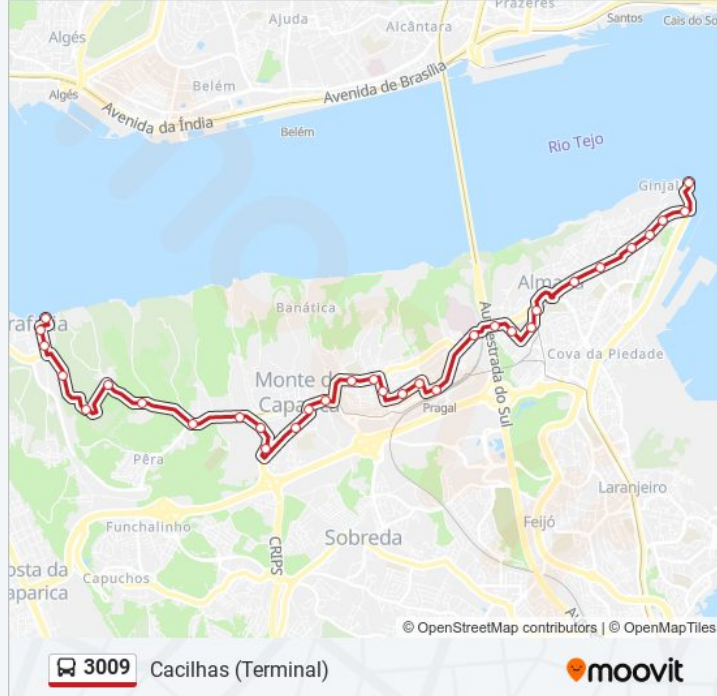 Algés
Ajuda
Alcântara
Prazeres
Santos
Cais do So
Belém
Algés
Avenida da Índia
Avenida de Brasília
Belém
Rio Tejo
Ginjal
Almada
Banática
Cova da Piedade
Monte de
Caparica
Pragal
Autoestrada do Sul
Pêra
Laranjeiro
Funchalinho
Feijó
Sobreda
CRIPS
osta da
aparica
Capuchos
© OpenStreetMap contributors | © OpenMapTiles
3009 Cacilhas (Terminal)
moovit